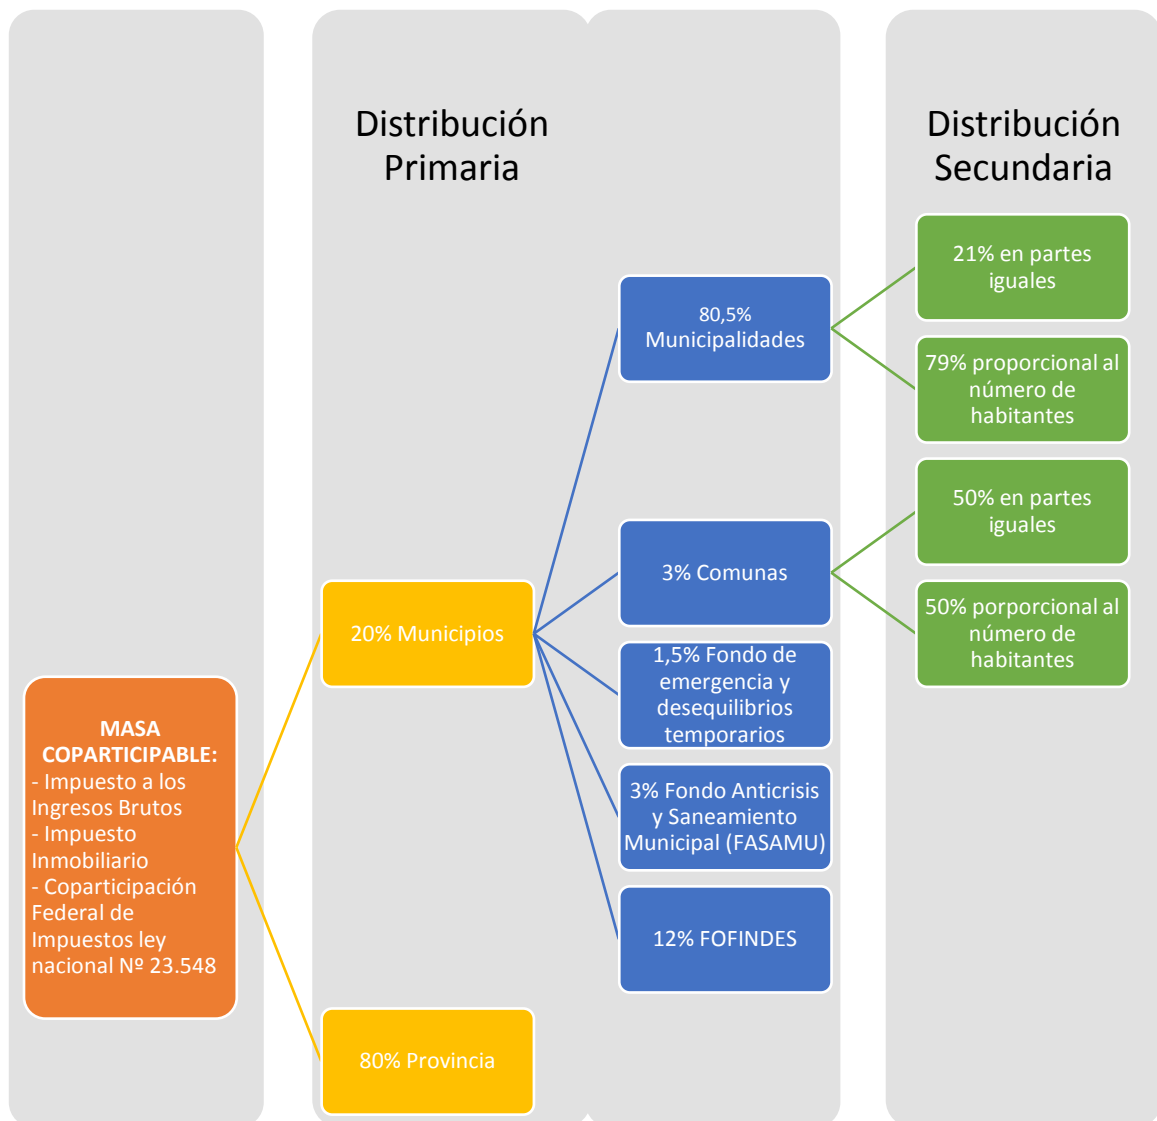 Distribución
Primaria
Distribución
Secundaria
MASA
COPARTICIPABLE:
- Impuesto a los
Ingresos Brutos
- Impuesto
Inmobiliario
- Coparticipación
Federal de
Impuestos ley
nacional Nº 23.548
20% Municipios
80% Provincia
80,5%
Municipalidades
3% Comunas
1,5% Fondo de
emergencia y
desequilibrios
temporarios
3% Fondo Anticrisis
y Saneamiento
Municipal (FASAMU)
12% FOFINDES
21% en partes
iguales
79% proporcional al
número de
habitantes
50% en partes
iguales
50% porporcional al
número de
habitantes